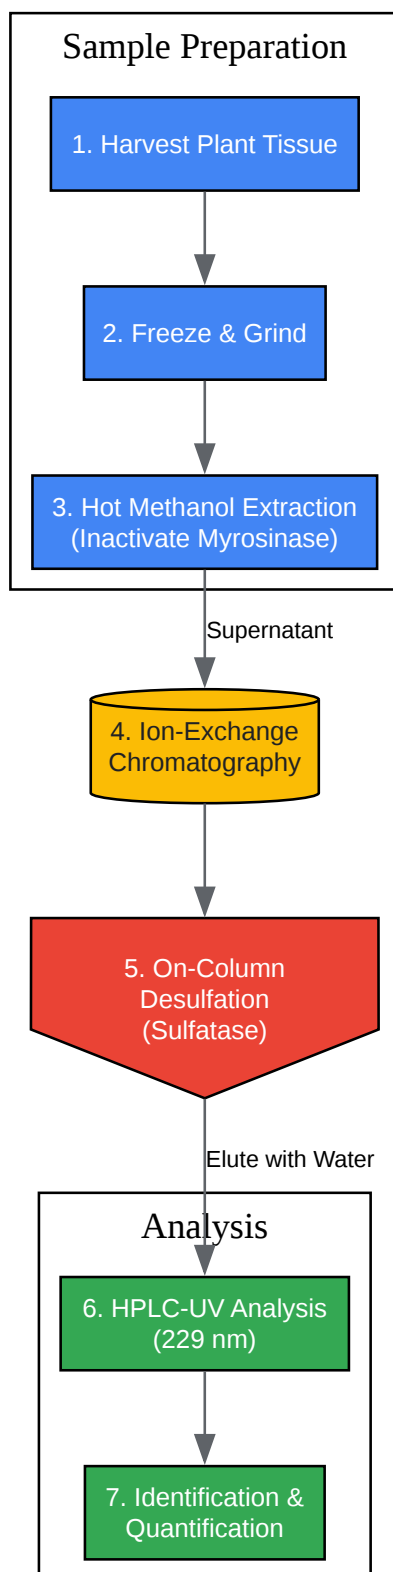 Sample Preparation
1. Harvest Plant Tissue
2. Freeze & Grind
3. Hot Methanol Extraction
(Inactivate Myrosinase)
Supernatant
4. Ion-Exchange
Chromatography
5. On-Column
Desulfation
(Sulfatase)
Elute with Water
Analysis
6. HPLC-UV Analysis
(229 nm)
7. Identification &
Quantification